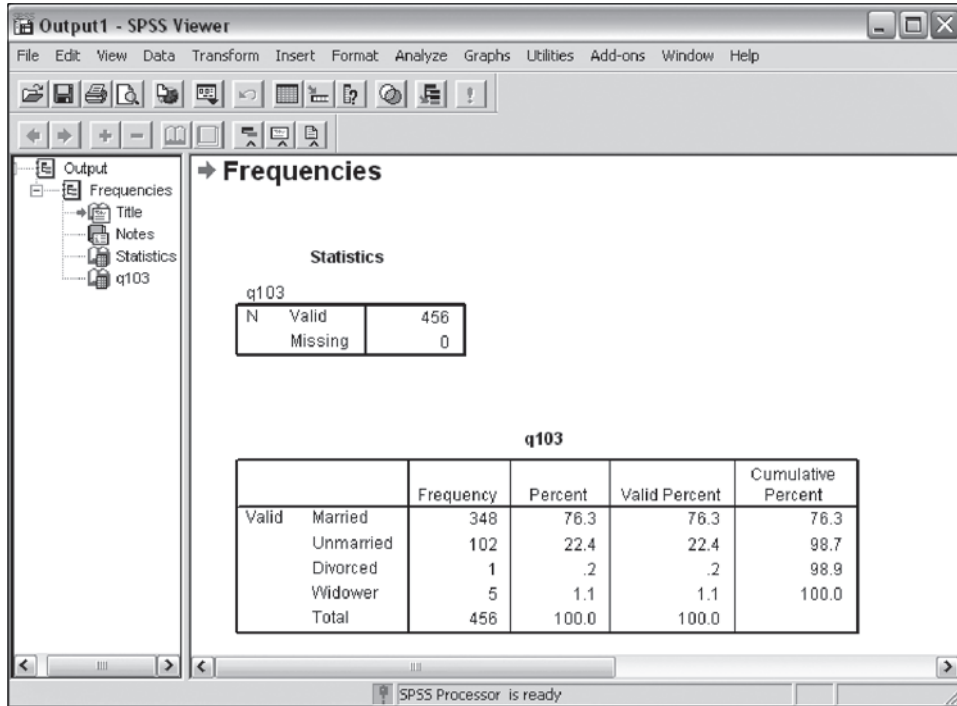 Output1 - SPSS Viewer
File Edit View Data Transform Insert Format Analyze Graphs Utilities Add-ons Window Help
Output
Frequencies
Title
Notes
Statistics
q103
Frequencies
Statistics
q103
N Valid 456
Missing 0
q103
Frequency Percent Valid Percent Cumulative Percent
Valid Married 348 76.3 76.3 76.3
Unmarried 102 22.4 22.4 98.7
Divorced 1 .2 .2 98.9
Widower 5 1.1 1.1 100.0
Total 456 100.0 100.0
SPSS Processor is ready